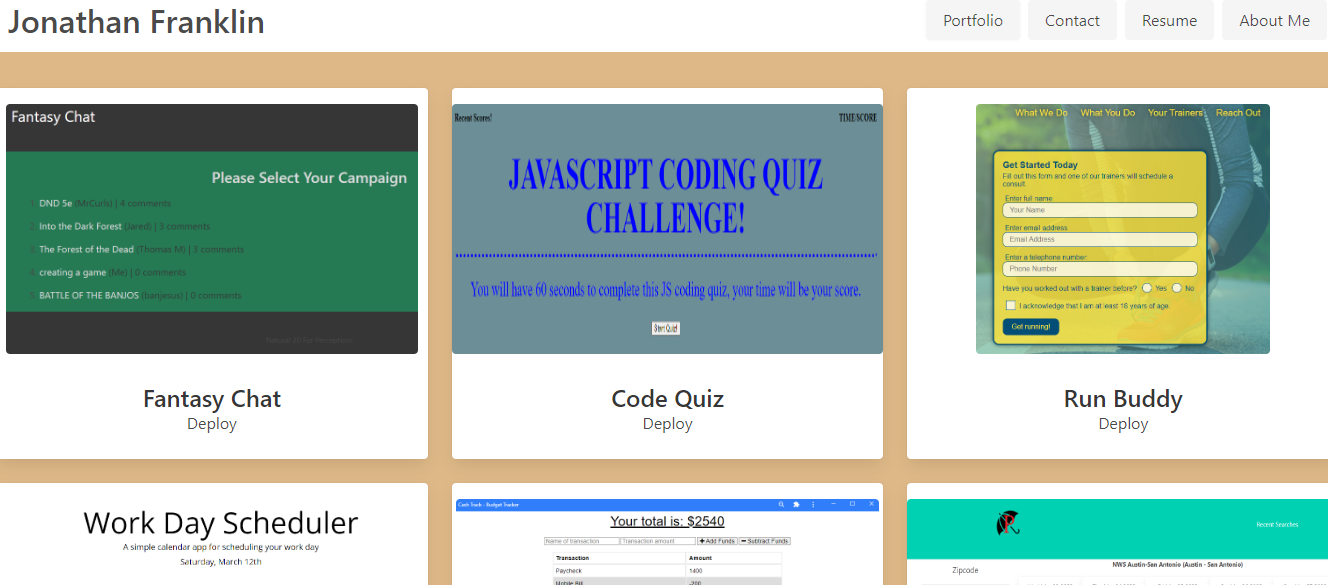 Jonathan Franklin
Portfolio
Contact
Resume
About Me
Fantasy Chat
Please Select Your Campaign
1. DND 5e (MrCurls) | 4 comments
2. Into the Dark Forest (Jared) | 3 comments
3. The Forest of the Dead (Thomas M) | 3 comments
4. creating a game (Me) | 0 comments
5. BATTLE OF THE BANJOS (banjesus) | 0 comments
Fantasy Chat
Deploy
Recent Scores!
TIME/SCORE
JAVASCRIPT CODING QUIZ
CHALLENGE!
You will have 60 seconds to complete this JS coding quiz, your time will be your score.
Start Quiz!
Code Quiz
Deploy
What We Do
What You Do
Your Trainers
Reach Out
Get Started Today
Fill out this form and one of our trainers will schedule a
consult.
Enter full name:
Your Name
Enter email address:
Email Address
Enter a telephone number:
Phone Number
Have you worked out with a trainer before? Yes No
I acknowledge that I am at least 18 years of age.
Get running!
Run Buddy
Deploy
Work Day Scheduler
A simple calendar app for scheduling your work day
Saturday, March 12th
Cash Track - Budget Tracker
Your total is: $2540
Name of transaction
Transaction amount
Add Funds
Subtract Funds
Transaction Amount
Paycheck 1400
Mobile Bill -200
Recent Searches
Zipcode
NWS Austin-San Antonio (Austin - San Antonio)